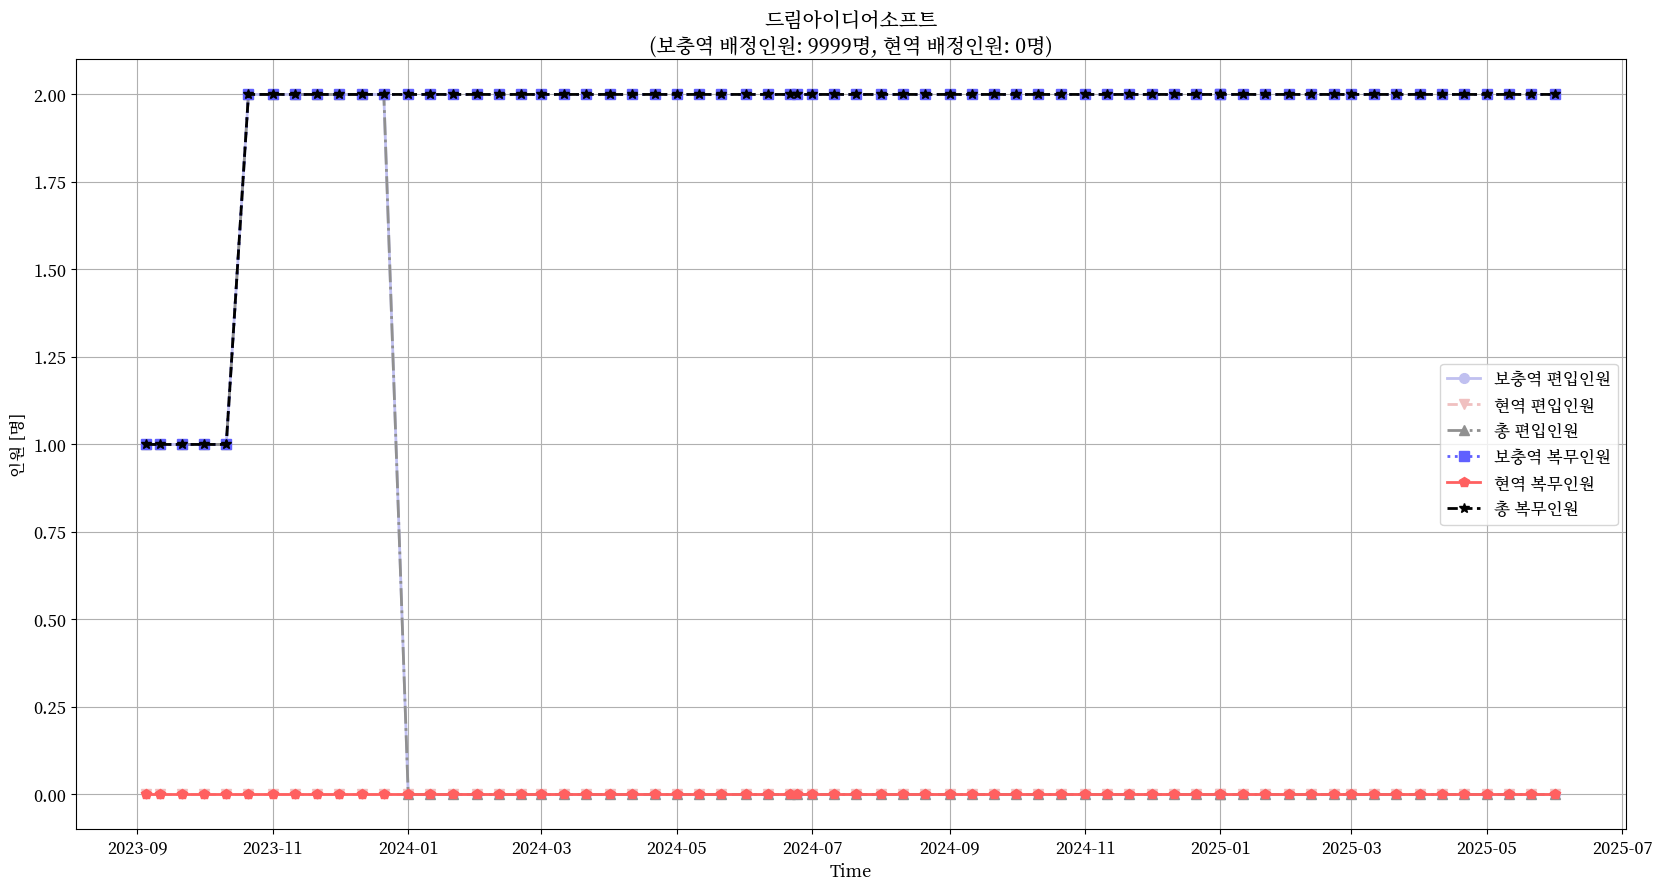 드림아이디어소프트
(보충역 배정인원: 9999명, 현역 배정인원: 0명)
인원 [명]
2.00
1.75
1.50
1.25
1.00
0.75
0.50
0.25
0.00
보충역 편입인원
현역 편입인원
총 편입인원
보충역 복무인원
현역 복무인원
총 복무인원
2023-09 2023-11 2024-01 2024-03 2024-05 2024-07 2024-09 2024-11 2025-01 2025-03 2025-05 2025-07
Time